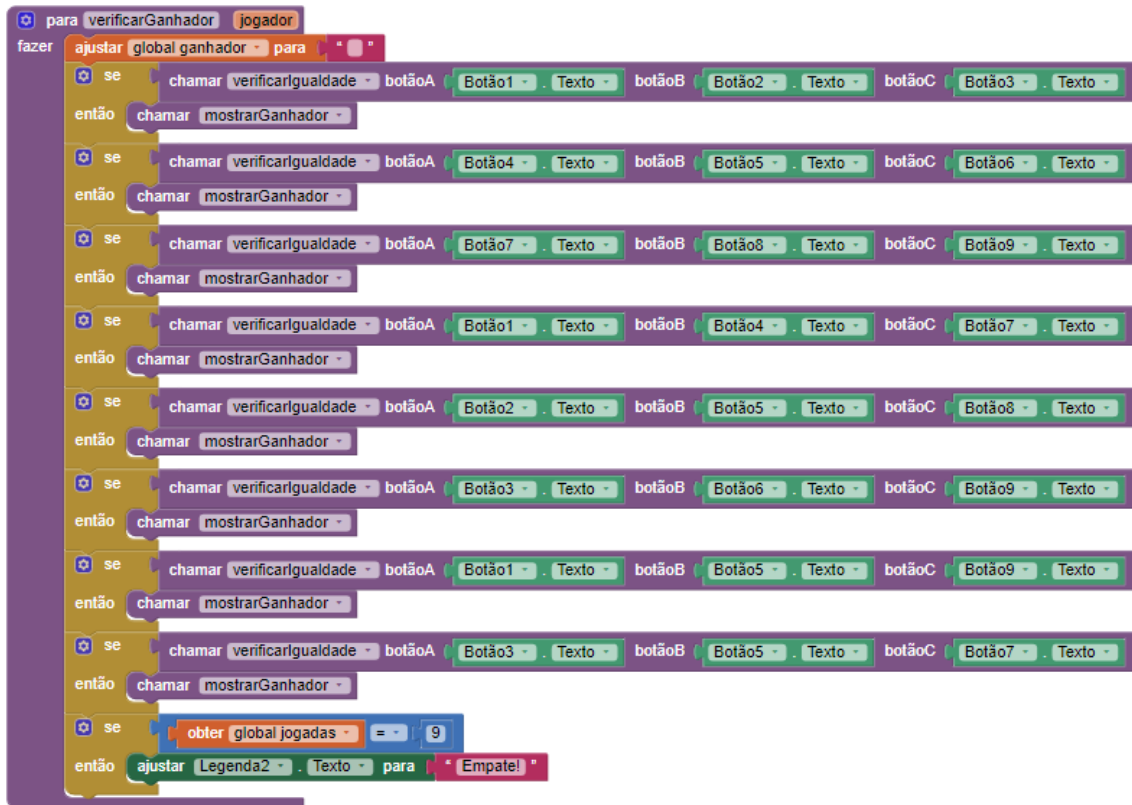 para verificarGanhador jogador
fazer ajustar global ganhador para " "
se chamar verificarIgualdade botãoA Botão1 . Texto botãoB Botão2 . Texto botãoC Botão3 . Texto
então chamar mostrarGanhador
se chamar verificarIgualdade botãoA Botão4 . Texto botãoB Botão5 . Texto botãoC Botão6 . Texto
então chamar mostrarGanhador
se chamar verificarIgualdade botãoA Botão7 . Texto botãoB Botão8 . Texto botãoC Botão9 . Texto
então chamar mostrarGanhador
se chamar verificarIgualdade botãoA Botão1 . Texto botãoB Botão4 . Texto botãoC Botão7 . Texto
então chamar mostrarGanhador
se chamar verificarIgualdade botãoA Botão2 . Texto botãoB Botão5 . Texto botãoC Botão8 . Texto
então chamar mostrarGanhador
se chamar verificarIgualdade botãoA Botão3 . Texto botãoB Botão6 . Texto botãoC Botão9 . Texto
então chamar mostrarGanhador
se chamar verificarIgualdade botãoA Botão1 . Texto botãoB Botão5 . Texto botãoC Botão9 . Texto
então chamar mostrarGanhador
se chamar verificarIgualdade botãoA Botão3 . Texto botãoB Botão5 . Texto botãoC Botão7 . Texto
então chamar mostrarGanhador
se obter global jogadas = 9
então ajustar Legenda2 . Texto para " Empate! "